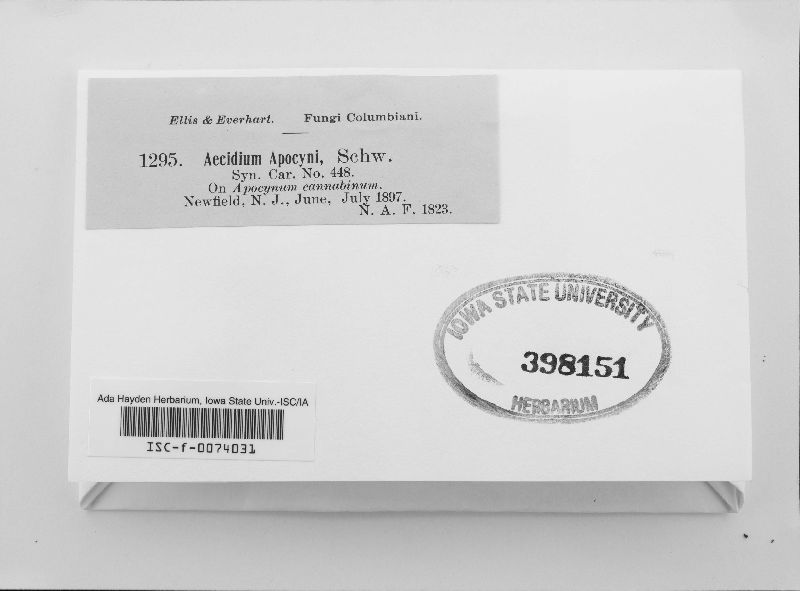 Ellis & Everhart. Fungi Columbiani.
1295. Aecidium Apocyni, Schw.
Syn. Car. No. 448.
On Apocynum cannabinum.
Newfield, N. J., June, July 1897.
N. A. F. 1823.
IOWA STATE UNIVERSITY
398151
HERBARIUM
Ada Hayden Herbarium, Iowa State Univ.-ISC/IA
ISC-f-0074031